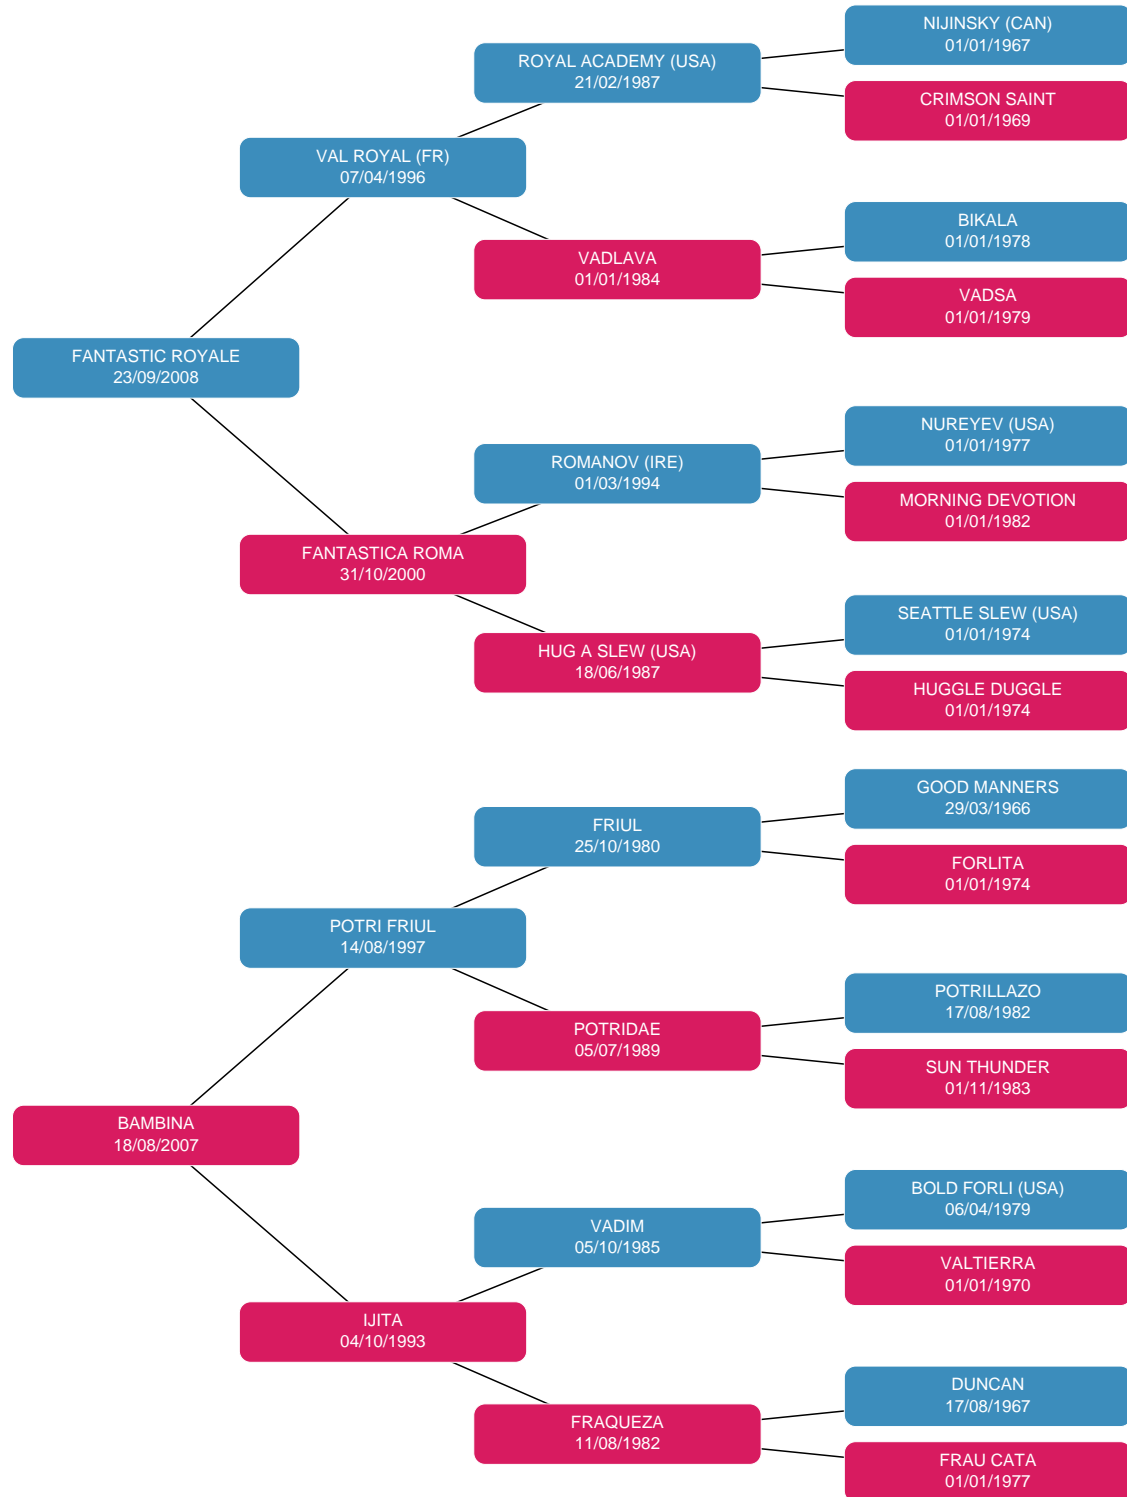 NIJINSKY (CAN)
01/01/1967
ROYAL ACADEMY (USA)
21/02/1987
CRIMSON SAINT
01/01/1969
VAL ROYAL (FR)
07/04/1996
BIKALA
01/01/1978
VADLAVA
01/01/1984
VADSA
01/01/1979
FANTASTIC ROYALE
23/09/2008
NUREYEV (USA)
01/01/1977
ROMANOV (IRE)
01/03/1994
MORNING DEVOTION
01/01/1982
FANTASTICA ROMA
31/10/2000
SEATTLE SLEW (USA)
01/01/1974
HUG A SLEW (USA)
18/06/1987
HUGGLE DUGGLE
01/01/1974
GOOD MANNERS
29/03/1966
FRIUL
25/10/1980
FORLITA
01/01/1974
POTRI FRIUL
14/08/1997
POTRILLAZO
17/08/1982
POTRIDAE
05/07/1989
SUN THUNDER
01/11/1983
BAMBINA
18/08/2007
BOLD FORLI (USA)
06/04/1979
VADIM
05/10/1985
VALTIERRA
01/01/1970
IJITA
04/10/1993
DUNCAN
17/08/1967
FRAQUEZA
11/08/1982
FRAU CATA
01/01/1977